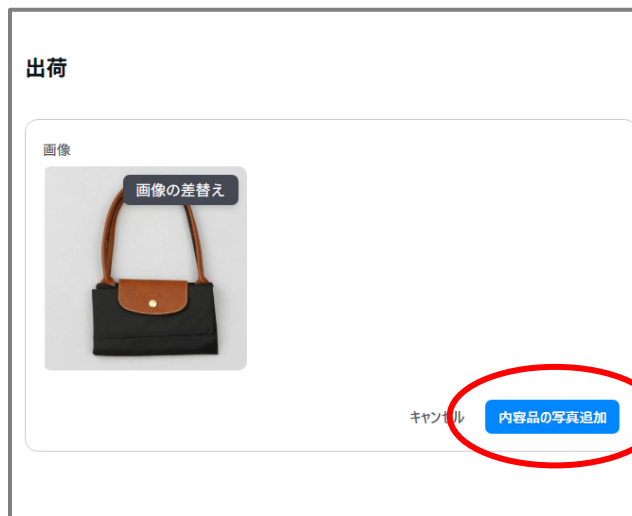 出荷
画像
画像の差替え
キャンセル
内容品の写真追加